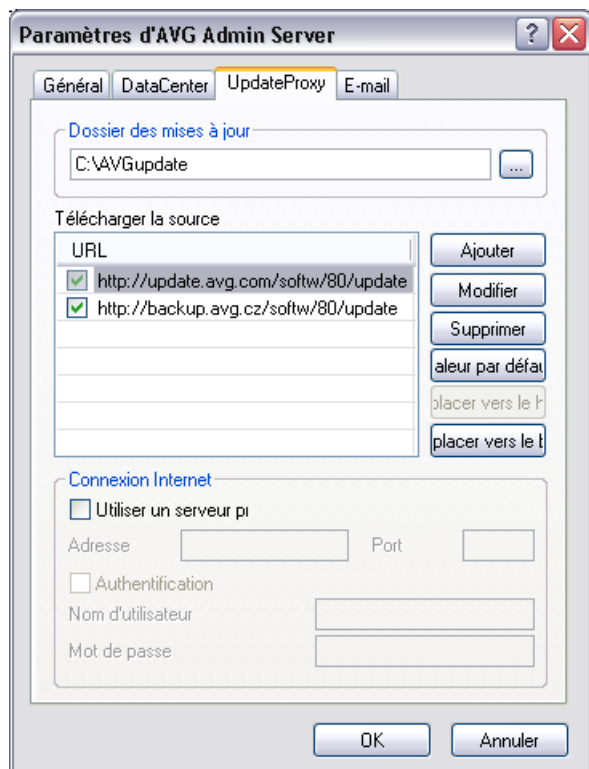 Paramètres d'AVG Admin Server
Général DataCenter UpdateProxy E-mail
Dossier des mises à jour
C:\AVGupdate ...
Télécharger la source
URL
http://update.avg.com/softw/80/update
http://backup.avg.cz/softw/80/update
Ajouter
Modifier
Supprimer
aleur par défau
placer vers le h
placer vers le b
Connexion Internet
Utiliser un serveur pr
Adresse Port
Authentification
Nom d'utilisateur
Mot de passe
OK Annuler